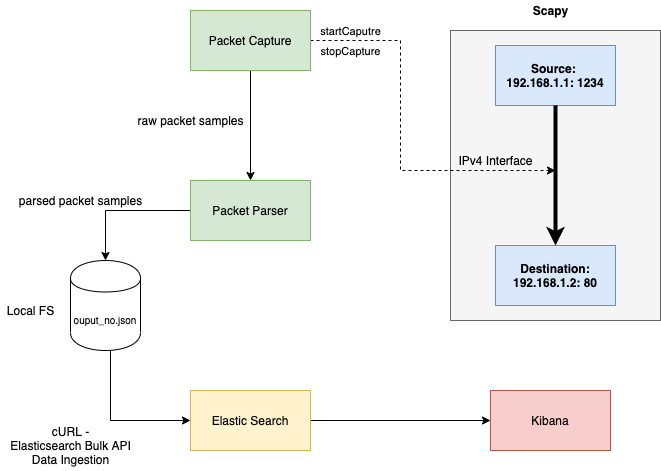 Scapy
Packet Capture
startCaputre
stopCapture
Source:
192.168.1.1: 1234
raw packet samples
IPv4 Interface
parsed packet samples
Packet Parser
Destination:
192.168.1.2: 80
Local FS
ouput_no.json
cURL -
Elasticsearch Bulk API
Data Ingestion
Elastic Search
Kibana